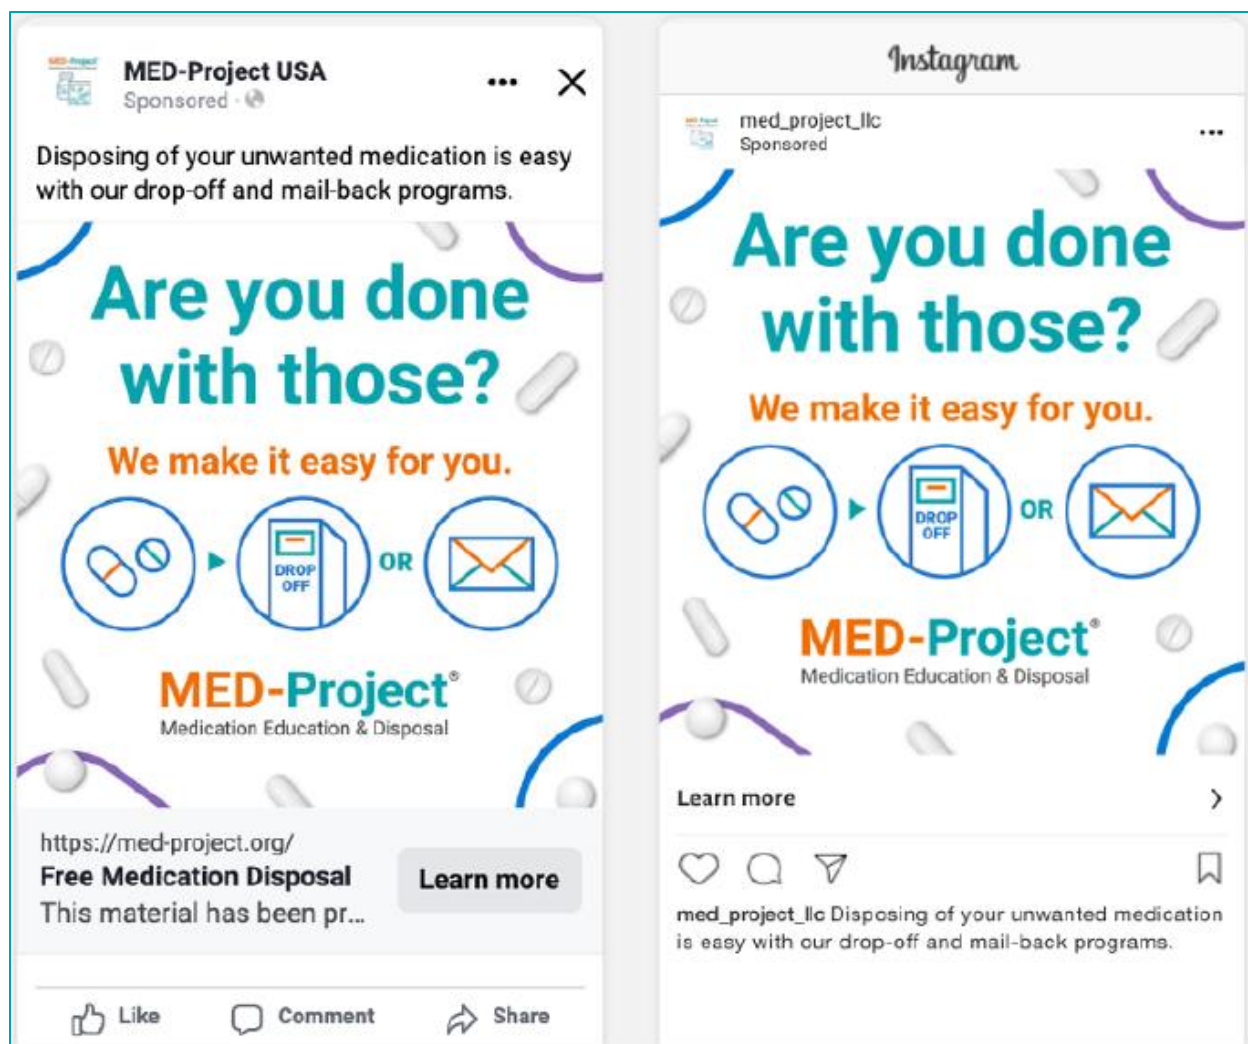 MED-Project USA
Sponsored ·
Disposing of your unwanted medication is easy
with our drop-off and mail-back programs.
Are you done
with those?
We make it easy for you.
DROP
OFF
OR
MED-Project®
Medication Education & Disposal
https://med-project.org/
Free Medication Disposal
This material has been pr...
Learn more
Like
Comment
Share
Instagram
med_project_llc
Sponsored
Are you done
with those?
We make it easy for you.
DROP
OFF
OR
MED-Project®
Medication Education & Disposal
Learn more
med_project_llc Disposing of your unwanted medication
is easy with our drop-off and mail-back programs.